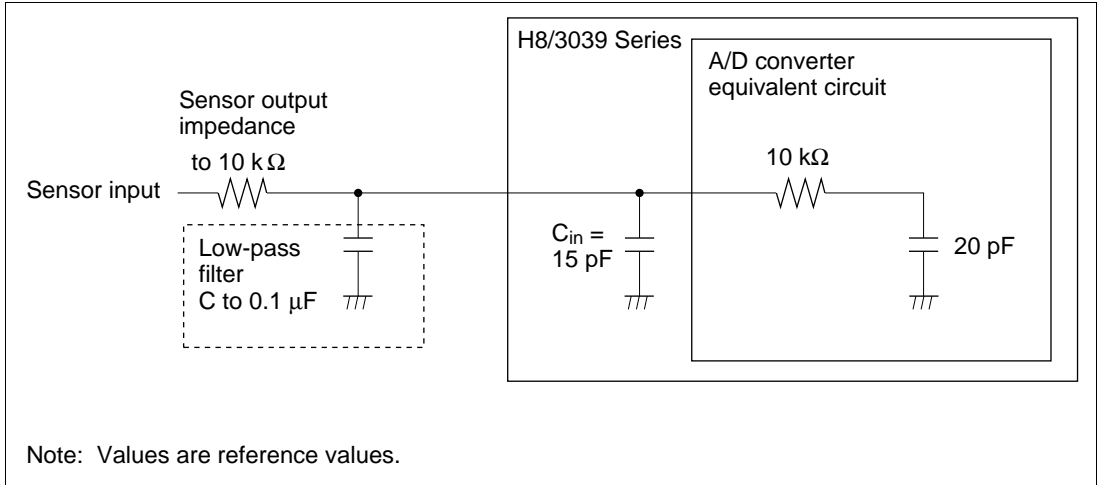 H8/3039 Series
A/D converter
equivalent circuit
Sensor output
impedance
to 10 kΩ
10 kΩ
Sensor input
Low-pass
filter
C to 0.1 μF
Cin =
15 pF
20 pF
Note: Values are reference values.